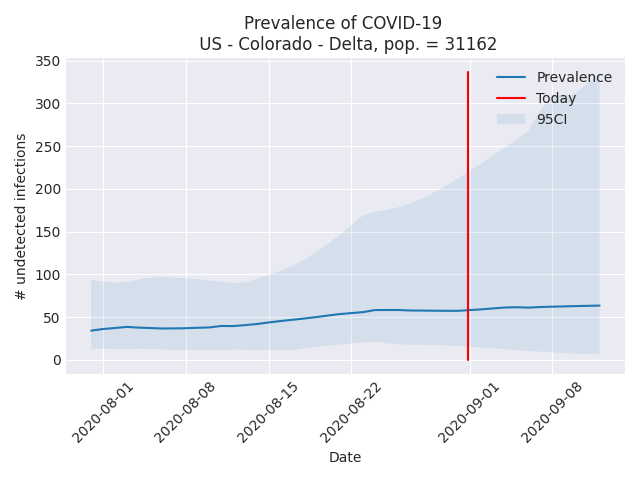 Prevalence of COVID-19
US - Colorado - Delta, pop. = 31162
350
300
250
200
150
100
50
0
# undetected infections
Prevalence
Today
95CI
2020-08-01
2020-08-08
2020-08-15
2020-08-22
2020-09-01
2020-09-08
Date